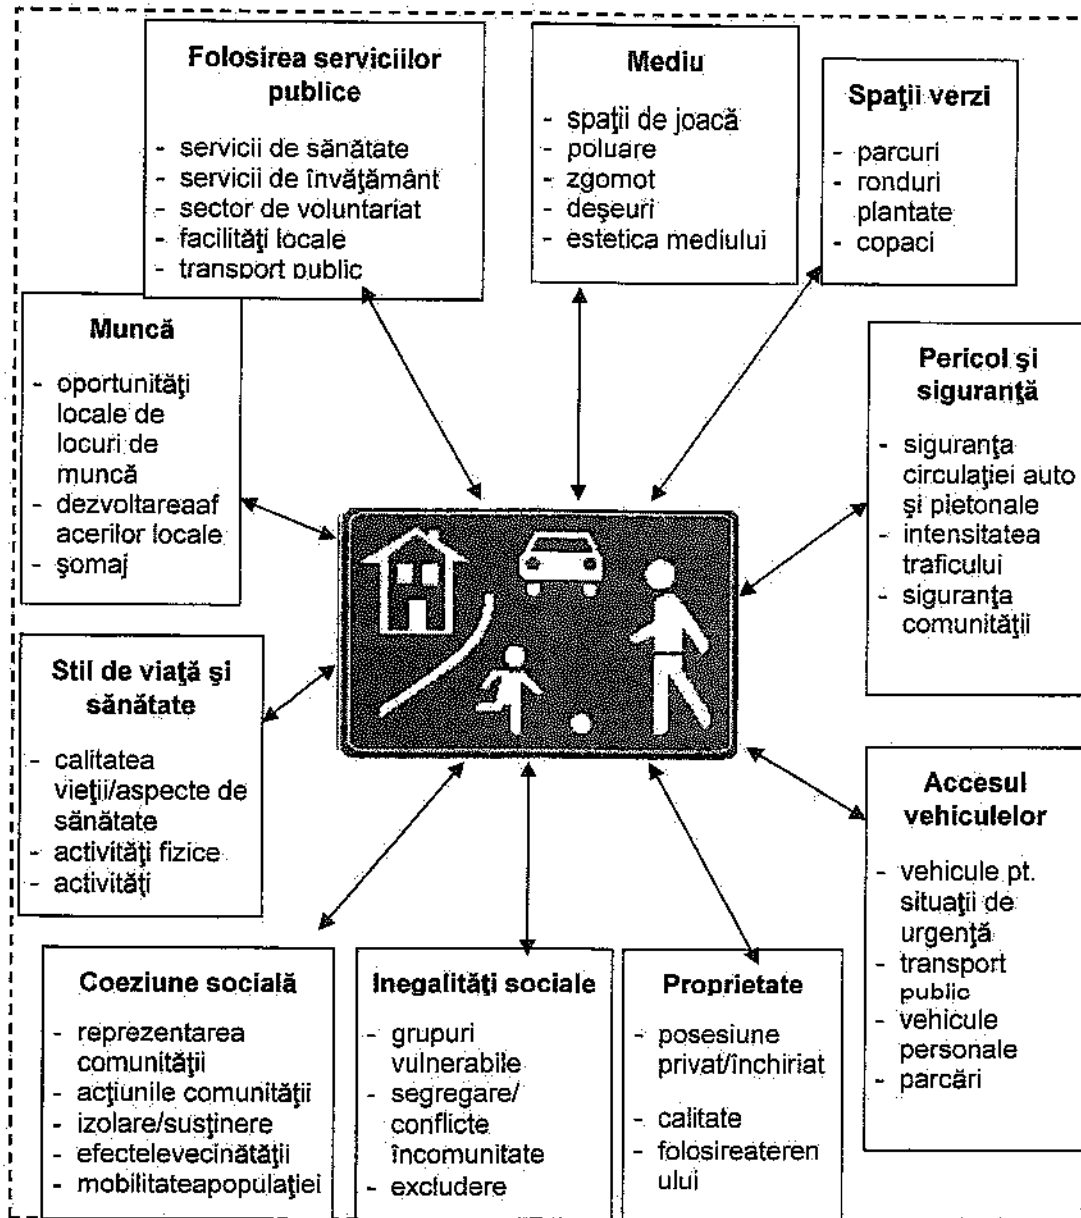 Folosirea serviciilor
publice
- servicii de sănătate
- servicii de învăţământ
- sector de voluntariat
- facilităţi locale
- transport public
Mediu
- spaţii de joacă
- poluare
- zgomot
- deşeuri
- estetica mediului
Spaţii verzi
- parcuri
- ronduri
plantate
- copaci
Muncă
- oportunităţi
locale de
locuri de
muncă
- dezvoltareaaf
acerilor locale
- şomaj
Pericol şi
siguranţă
- siguranţa
circulaţiei auto
şi pietonale
- intensitatea
traficului
- siguranţa
comunităţii
Stil de viaţă şi
sănătate
- calitatea
vieţii/aspecte de
sănătate
- activităţi fizice
- activităţi
Accesul
vehiculelor
- vehicule pt.
situaţii de
urgenţă
- transport
public
- vehicule
personale
- parcări
Coeziune socială
- reprezentarea
comunităţii
- acţiunile comunităţii
- izolare/susţinere
- efectelevecinătăţii
- mobilitateapopulaţiei
Inegalităţi sociale
- grupuri
vulnerabile
- segregare/
conflicte
încomunitate
- excludere
Proprietate
- posesiune
privat/închiriat
- calitate
- folosireateren
ului